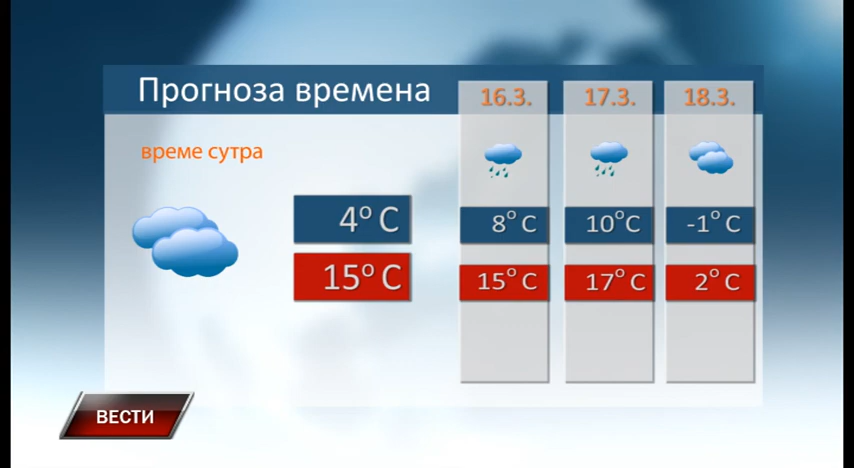 Прогноза времена
16.3.
17.3.
18.3.
време сутра
4° C
8° C
10°C
-1° C
15° C
15° C
17° C
2° C
ВЕСТИ